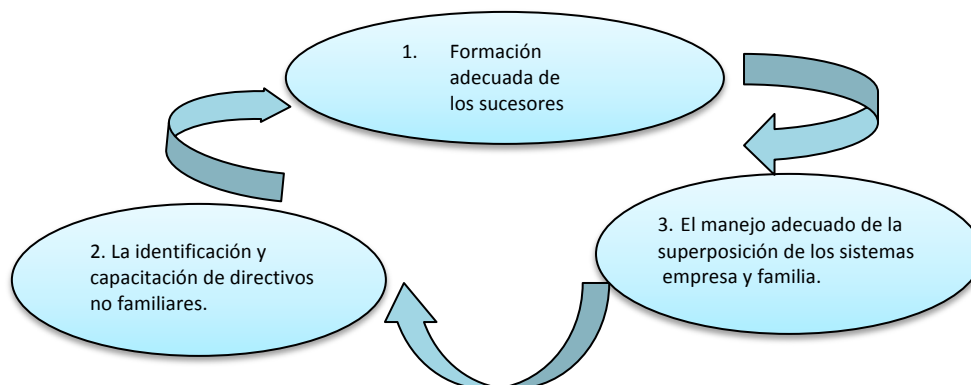 1. Formación
adecuada de
los sucesores
2. La identificación y
capacitación de directivos
no familiares.
3. El manejo adecuado de la
superposición de los sistemas
empresa y familia.